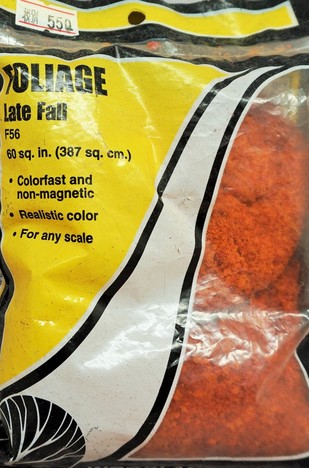 550
FOLIAGE
Late Fall
F56
60 sq. in. (387 sq. cm.)
• Colorfast and
non-magnetic
• Realistic color
• For any scale